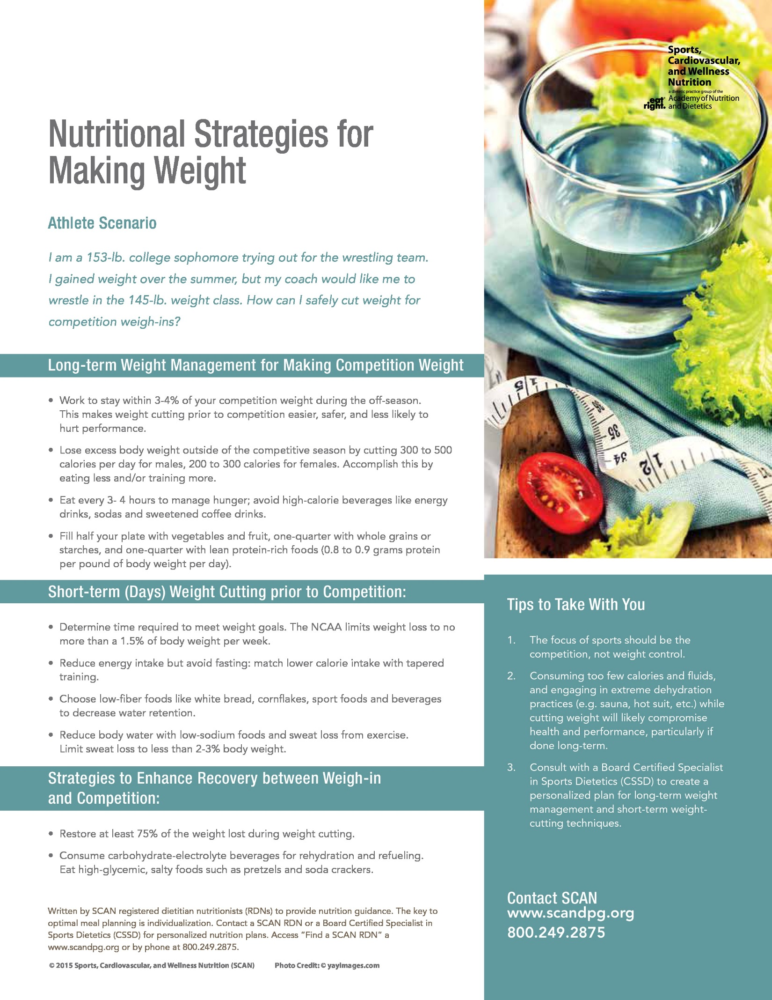 Sports,
Cardiovascular,
and Wellness
Nutrition
a dietetic practice group of the
eat
right.
Academy of Nutrition
and Dietetics
Nutritional Strategies for
Making Weight
Athlete Scenario
I am a 153-lb. college sophomore trying out for the wrestling team.
I gained weight over the summer, but my coach would like me to
wrestle in the 145-lb. weight class. How can I safely cut weight for
competition weigh-ins?
Long-term Weight Management for Making Competition Weight
• Work to stay within 3-4% of your competition weight during the off-season.
This makes weight cutting prior to competition easier, safer, and less likely to
hurt performance.
• Lose excess body weight outside of the competitive season by cutting 300 to 500
calories per day for males, 200 to 300 calories for females. Accomplish this by
eating less and/or training more.
• Eat every 3- 4 hours to manage hunger; avoid high-calorie beverages like energy
drinks, sodas and sweetened coffee drinks.
• Fill half your plate with vegetables and fruit, one-quarter with whole grains or
starches, and one-quarter with lean protein-rich foods (0.8 to 0.9 grams protein
per pound of body weight per day).
Short-term (Days) Weight Cutting prior to Competition:
• Determine time required to meet weight goals. The NCAA limits weight loss to no
more than a 1.5% of body weight per week.
• Reduce energy intake but avoid fasting: match lower calorie intake with tapered
training.
• Choose low-fiber foods like white bread, cornflakes, sport foods and beverages
to decrease water retention.
• Reduce body water with low-sodium foods and sweat loss from exercise.
Limit sweat loss to less than 2-3% body weight.
Strategies to Enhance Recovery between Weigh-in
and Competition:
• Restore at least 75% of the weight lost during weight cutting.
• Consume carbohydrate-electrolyte beverages for rehydration and refueling.
Eat high-glycemic, salty foods such as pretzels and soda crackers.
Written by SCAN registered dietitian nutritionists (RDNs) to provide nutrition guidance. The key to
optimal meal planning is individualization. Contact a SCAN RDN or a Board Certified Specialist in
Sports Dietetics (CSSD) for personalized nutrition plans. Access “Find a SCAN RDN” a
www.scandpg.org or by phone at 800.249.2875.
© 2015 Sports, Cardiovascular, and Wellness Nutrition (SCAN) Photo Credit: © yayimages.com
15
36
35
34
12
Tips to Take With You
1. The focus of sports should be the
competition, not weight control.
2. Consuming too few calories and fluids,
and engaging in extreme dehydration
practices (e.g. sauna, hot suit, etc.) while
cutting weight will likely compromise
health and performance, particularly if
done long-term.
3. Consult with a Board Certified Specialist
in Sports Dietetics (CSSD) to create a
personalized plan for long-term weight
management and short-term weight-
cutting techniques.
Contact SCAN
www.scandpg.org
800.249.2875